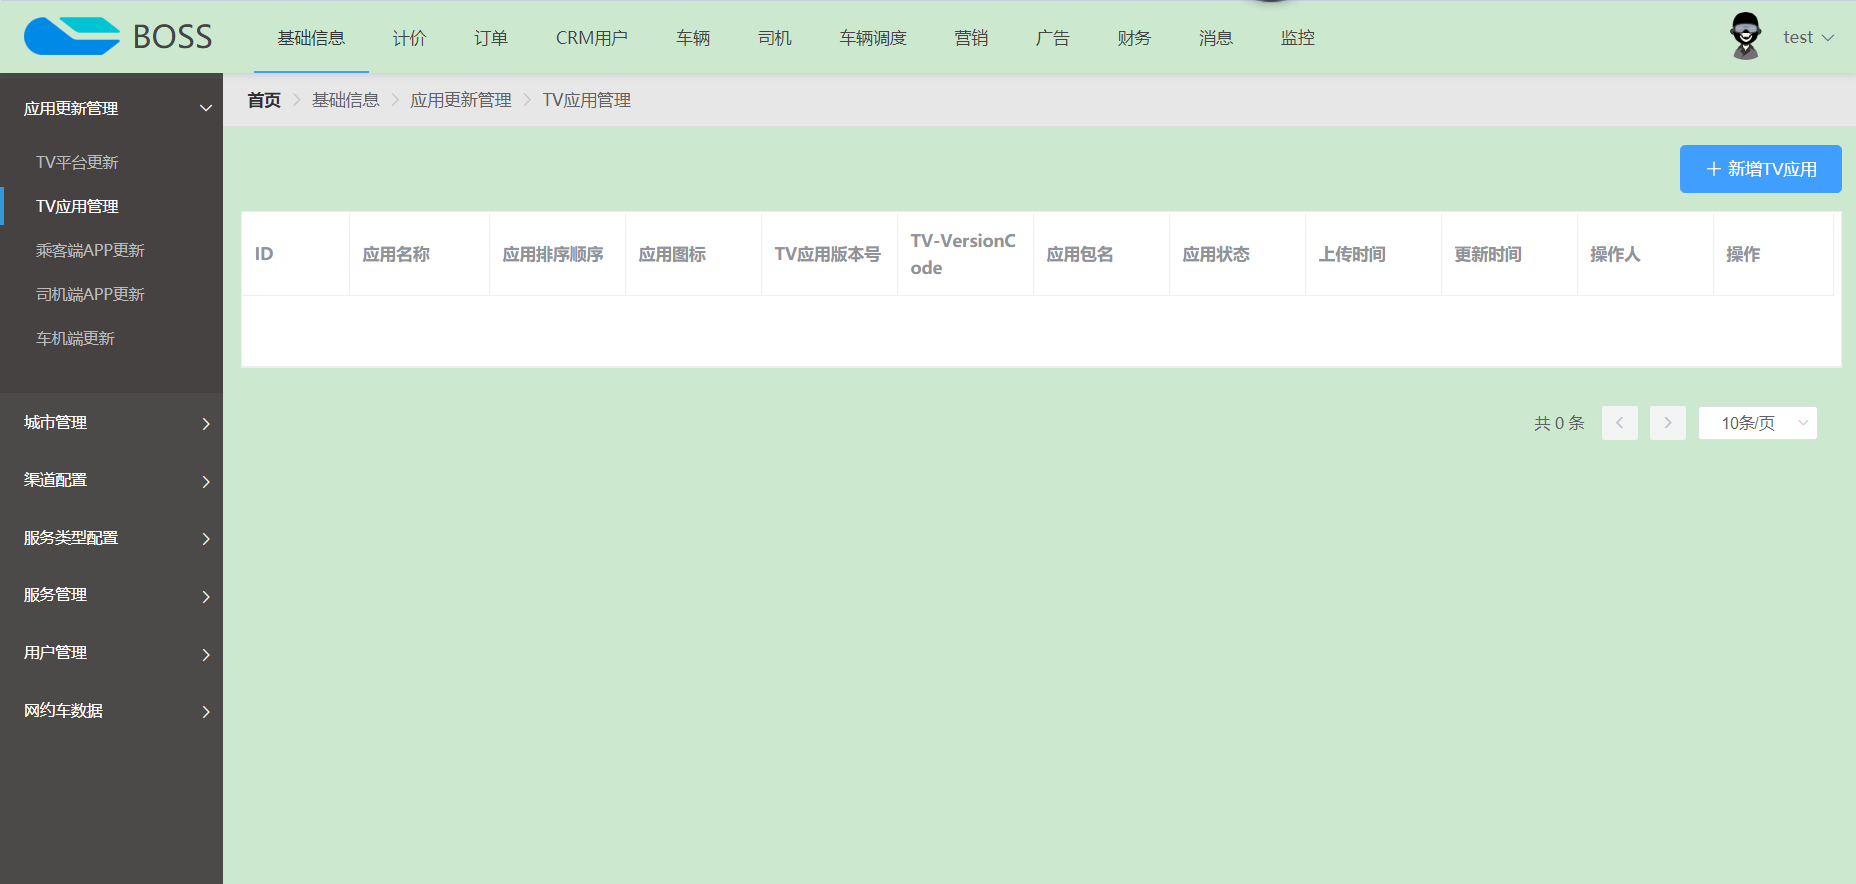 BOSS
基础信息 计价 订单 CRM用户 车辆 司机 车辆调度 营销 广告 财务 消息 监控
test
应用更新管理
TV平台更新
TV应用管理
乘客端APP更新
司机端APP更新
车机端更新
城市管理
渠道配置
服务类型配置
服务管理
用户管理
网约车数据
首页 基础信息 应用更新管理 TV应用管理
新增TV应用
ID 应用名称 应用排序顺序 应用图标 TV应用版本号 TV-VersionC
ode 应用包名 应用状态 上传时间 更新时间 操作人 操作
共 0 条 10条/页